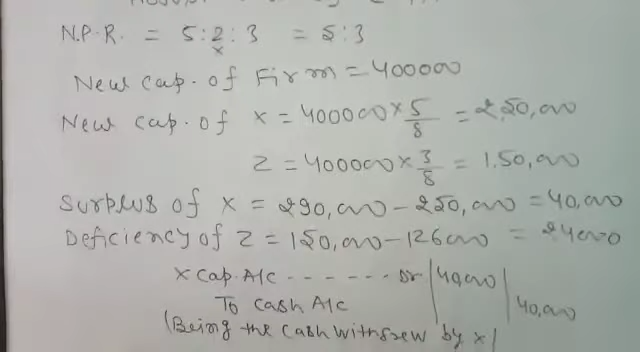 N.P.R. = 5:2:3 = 5:3
x
New cap. of Firm = 400000
New cap. of X = 400000 × 5/8 = 2,50,000
Z = 400000 × 3/8 = 1,50,000
Surplus of X = 290,000 - 250,000 = 40,000
Deficiency of Z = 150,000 - 126000 = 24000
X Cap. A/c - - - - - - - Dr 40,000
To Cash A/c 40,000
(Being the Cash withdrew by X)